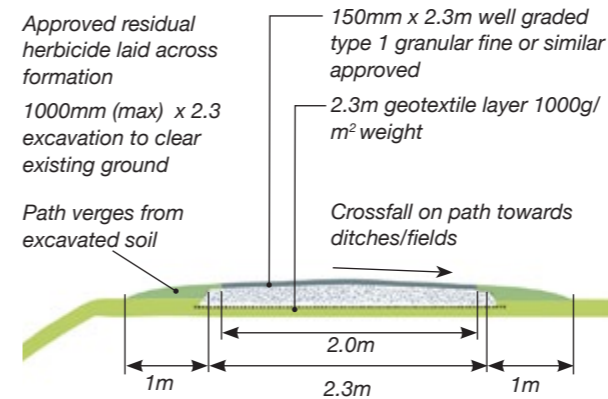 Approved residual
herbicide laid across
formation
1000mm (max)  x 2.3
excavation to clear
existing ground
Path verges from
excavated soil
150mm x 2.3m well graded
type 1 granular fine or similar
approved
2.3m geotextile layer 1000g/
m² weight
Crossfall on path towards
ditches/fields
2.0m
1m
2.3m
1m